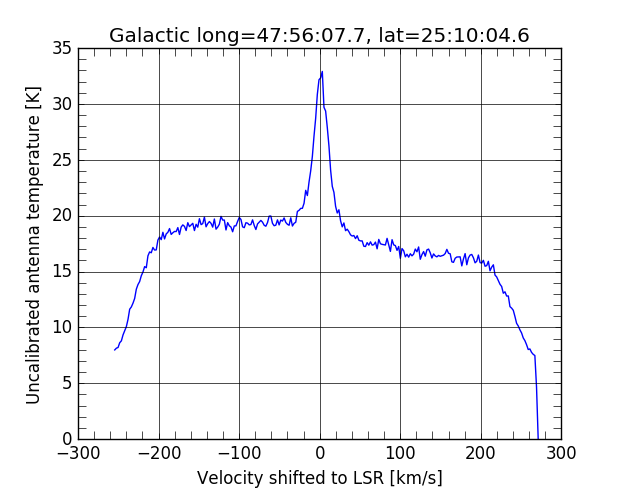 Galactic long=47:56:07.7, lat=25:10:04.6
Uncalibrated antenna temperature [K]
35
30
25
20
15
10
5
0
−300 −200 −100 0 100 200 300
Velocity shifted to LSR [km/s]